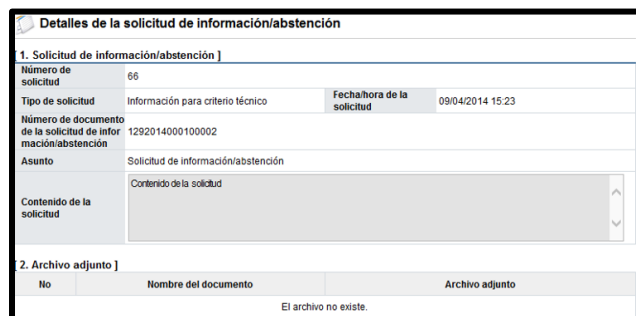 Detalles de la solicitud de información/abstención
[ 1. Solicitud de información/abstención ]
Número de
solicitud
66
Tipo de solicitud
Información para criterio técnico
Fecha/hora de la
solicitud
09/04/2014 15:23
Número de documento
de la solicitud de infor
mación/abstención
1292014000100002
Asunto
Solicitud de información/abstención
Contenido de la
solicitud
Contenido de la solicitud
[ 2. Archivo adjunto ]
No
Nombre del documento
Archivo adjunto
El archivo no existe.